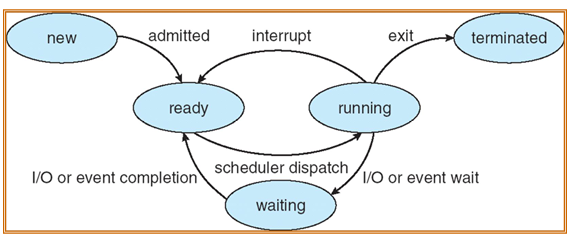 new
admitted
interrupt
exit
terminated
ready
running
scheduler dispatch
I/O or event completion
I/O or event wait
waiting